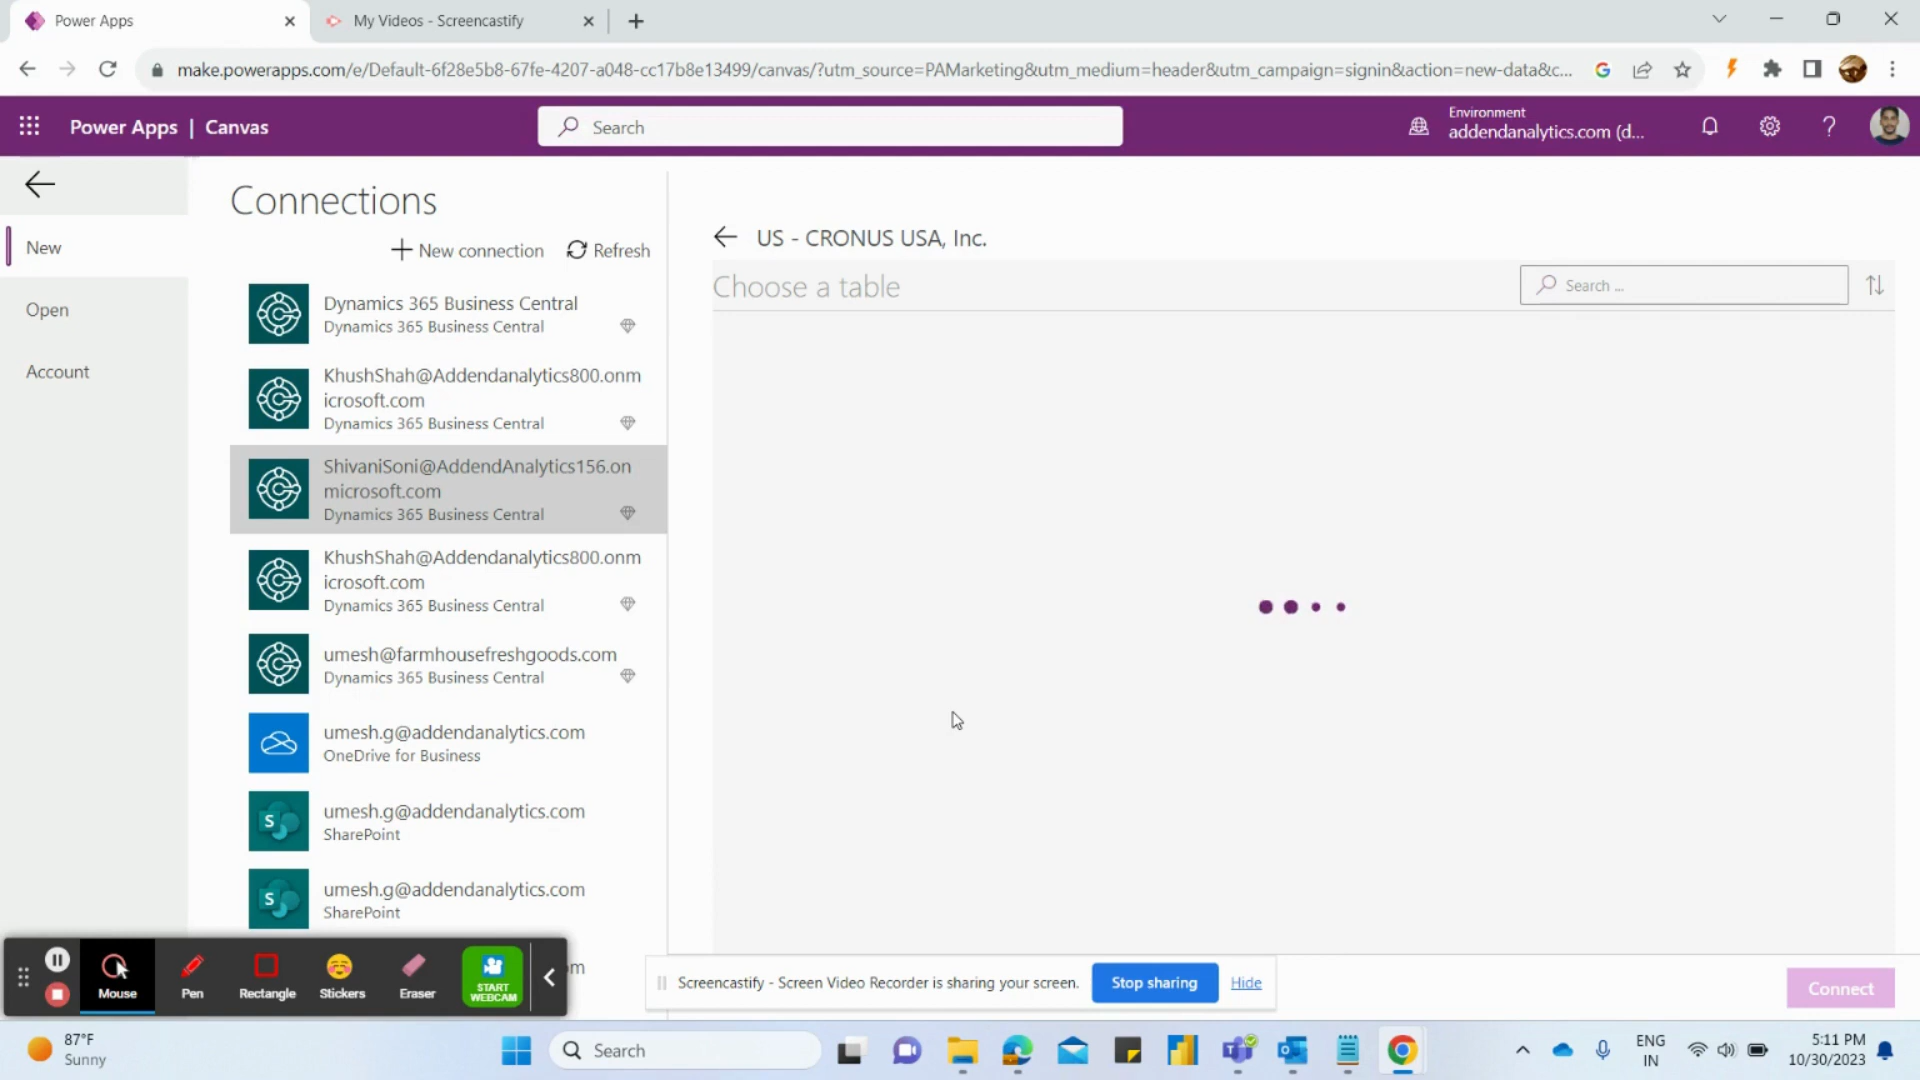 Power Apps
My Videos - Screencastify
make.powerapps.com/e/Default-6f28e5b8-67fe-4207-a048-cc17b8e13499/canvas/?utm_source=PAMarketing&utm_medium=header&utm_campaign=signin&action=new-data&c...
Power Apps | Canvas
Search
Environment
addendanalytics.com (d...
New
Open
Account
Connections
New connection
Refresh
Dynamics 365 Business Central
Dynamics 365 Business Central
KhushShah@Addendanalytics800.onm
icrosoft.com
Dynamics 365 Business Central
ShivaniSoni@AddendAnalytics156.on
microsoft.com
Dynamics 365 Business Central
KhushShah@Addendanalytics800.onm
icrosoft.com
Dynamics 365 Business Central
umesh@farmhousefreshgoods.com
Dynamics 365 Business Central
umesh.g@addendanalytics.com
OneDrive for Business
umesh.g@addendanalytics.com
SharePoint
umesh.g@addendanalytics.com
SharePoint
US - CRONUS USA, Inc.
Choose a table
Search ...
Mouse
Pen
Rectangle
Stickers
Eraser
START
WEBCAM
Screencastify - Screen Video Recorder is sharing your screen.
Stop sharing
Hide
Connect
87°F
Sunny
Search
ENG
IN
5:11 PM
10/30/2023